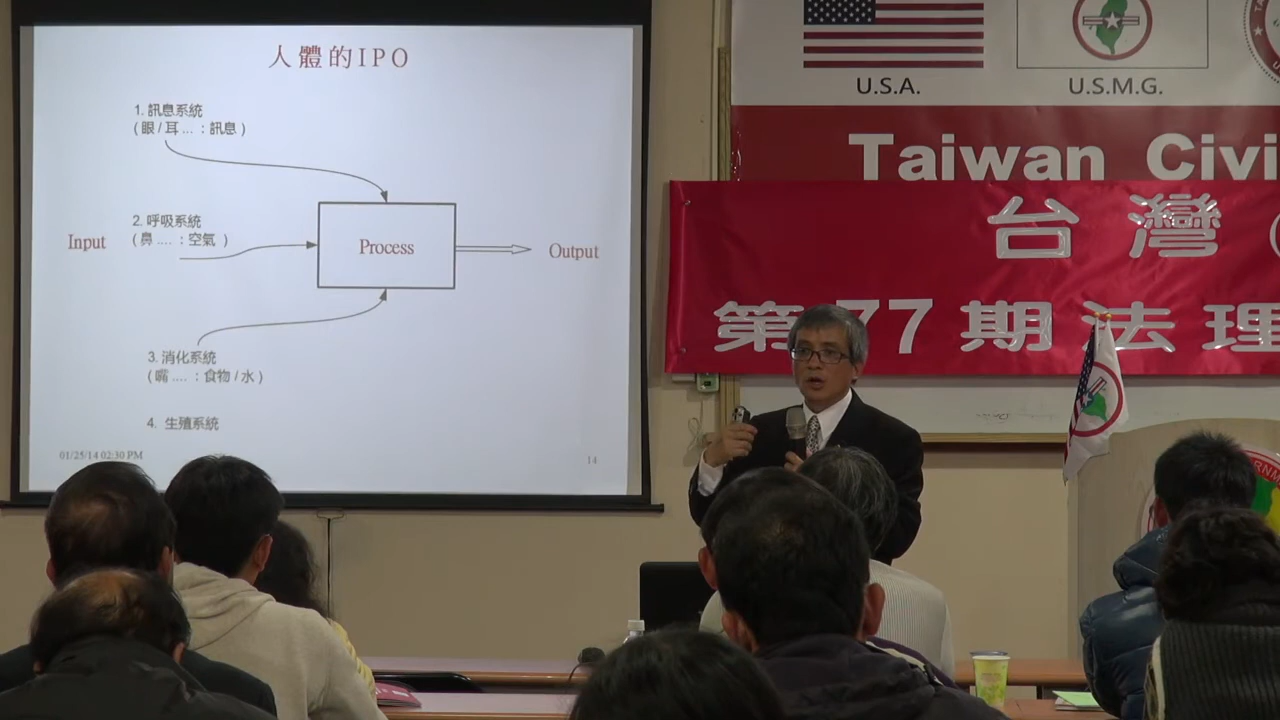 人體的IPO
1. 訊息系統
( 眼 / 耳 ... : 訊息 )
2. 呼吸系統
( 鼻 .... : 空氣 )
Input
Process
Output
3. 消化系統
( 嘴 .... : 食物 / 水 )
4. 生殖系統
01/25/14 02:30 PM
14
U.S.A.
U.S.M.G.
Taiwan Civi
台灣
第77期法理